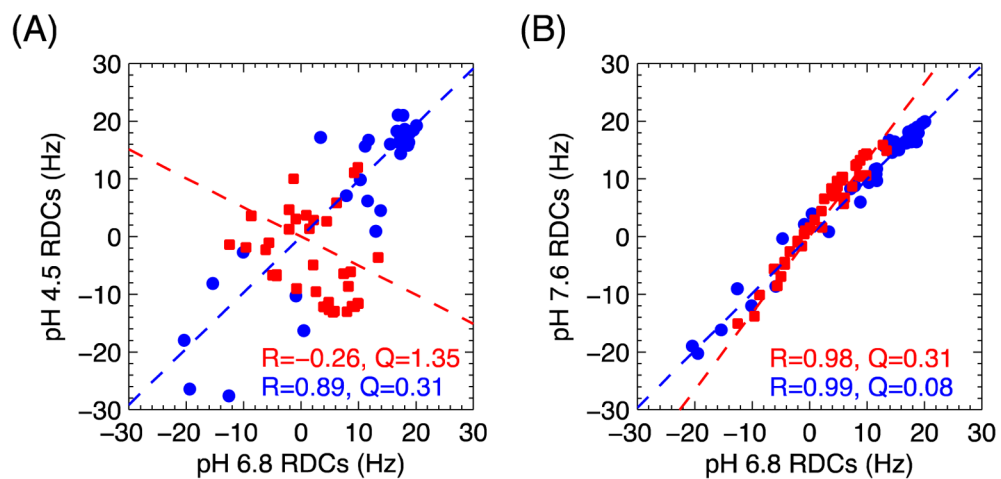 (A)
(B)
30
20
10
0
−10
−20
−30
pH 4.5 RDCs (Hz)
R=−0.26, Q=1.35
R=0.89, Q=0.31
−30 −20 −10 0 10 20 30
pH 6.8 RDCs (Hz)
30
20
10
0
−10
−20
−30
pH 7.6 RDCs (Hz)
R=0.98, Q=0.31
R=0.99, Q=0.08
−30 −20 −10 0 10 20 30
pH 6.8 RDCs (Hz)